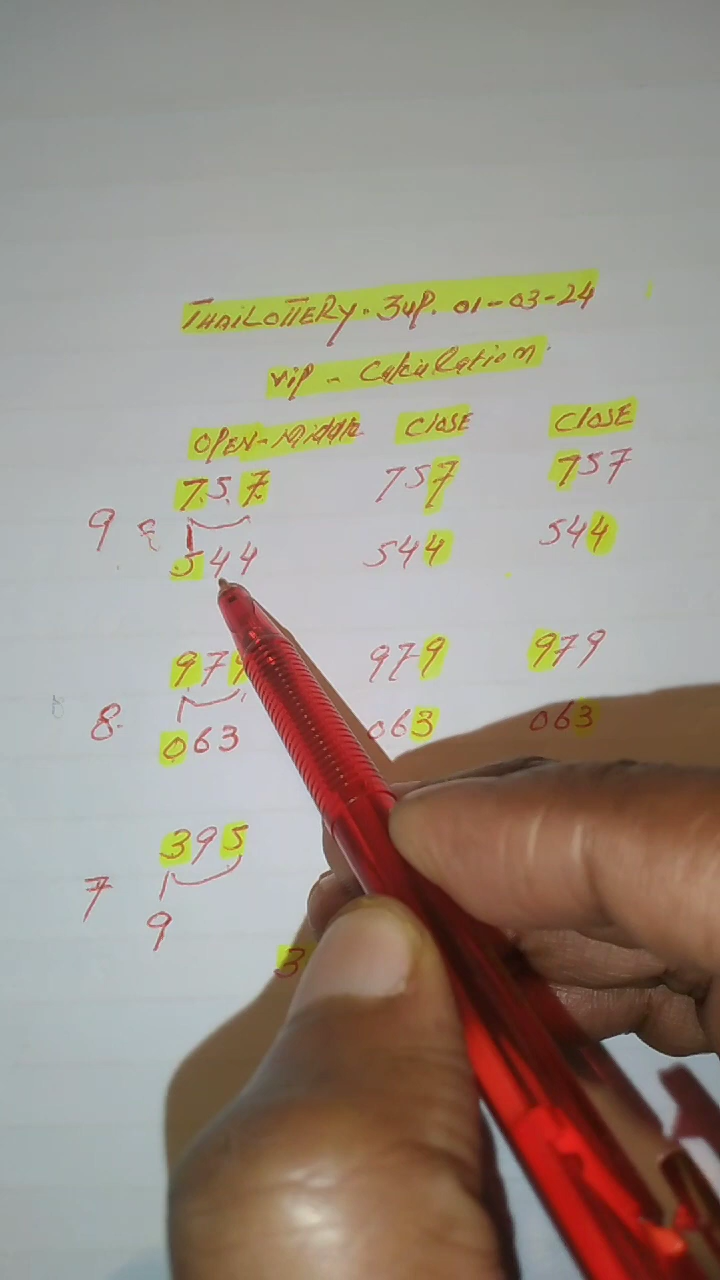 THAILOTTERY. 3UP. 01-03-24
VIP - Calculation.
OPEN-Middle CLOSE CLOSE
757 757 757
9
544 544 544
979 979 979
8.
063 063 063
395
7
9
3